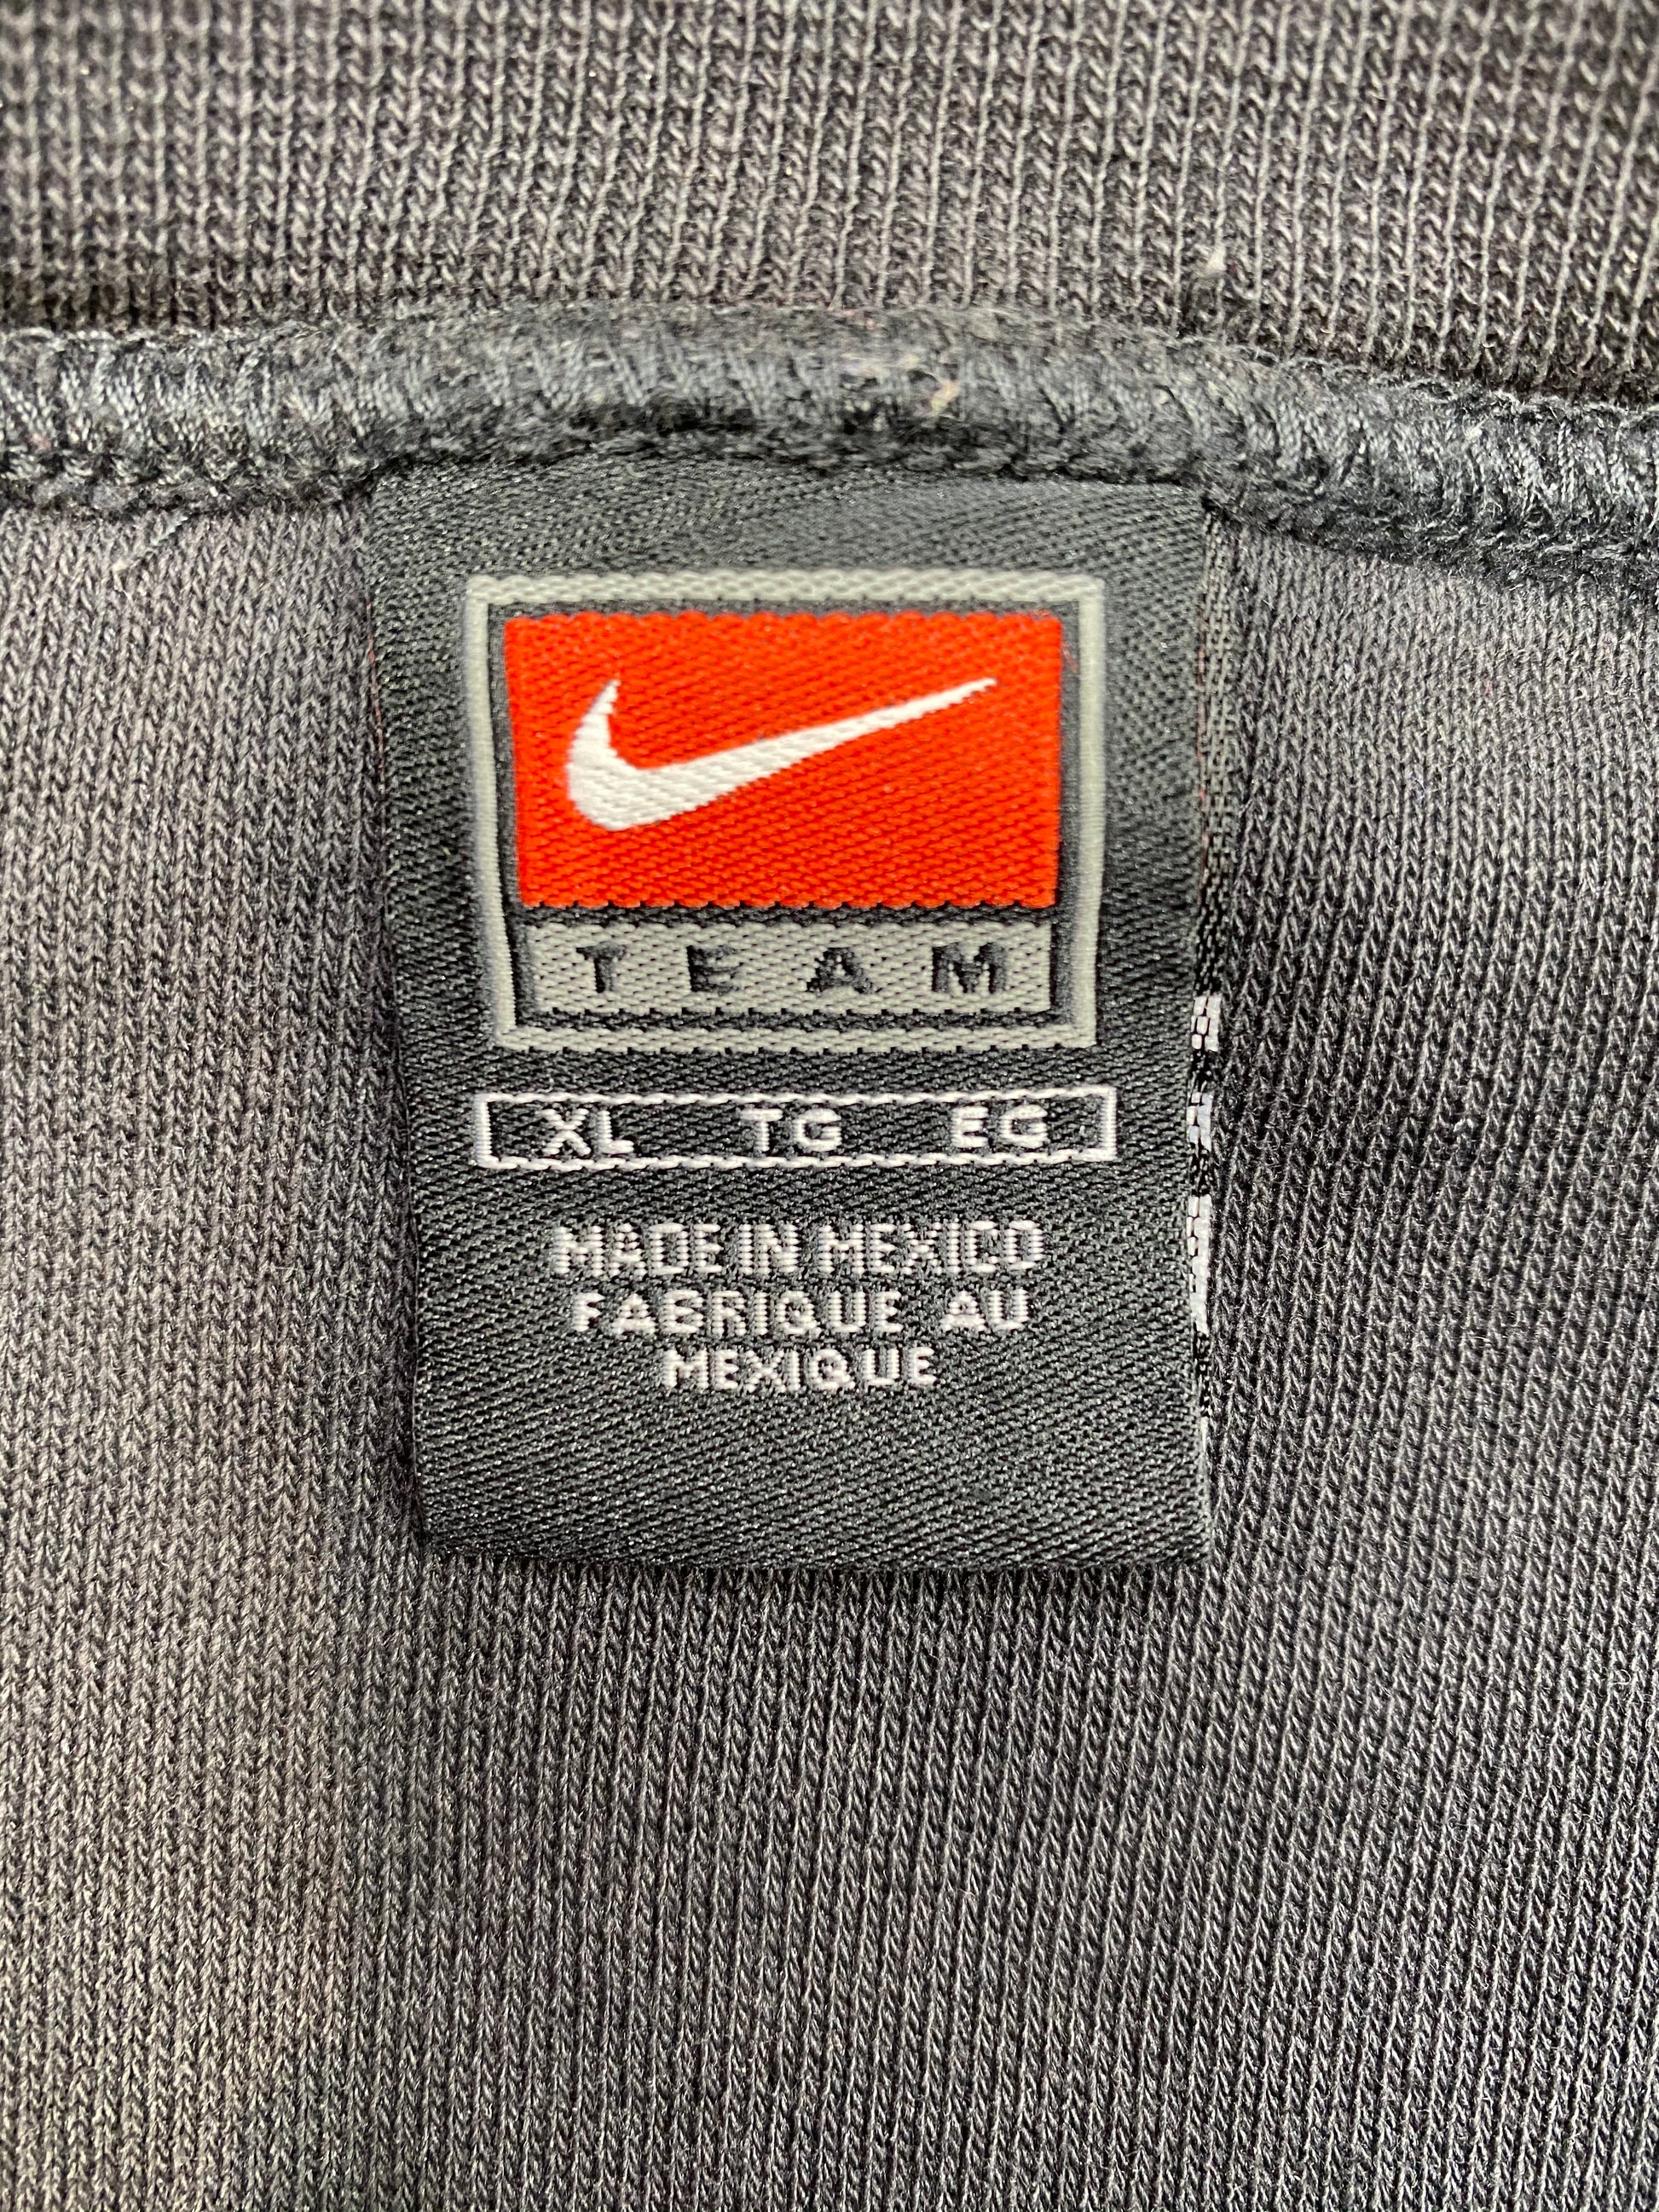 TEAM
XL TG EG
MADE IN MEXICO
FABRIQUE AU
MEXIQUE